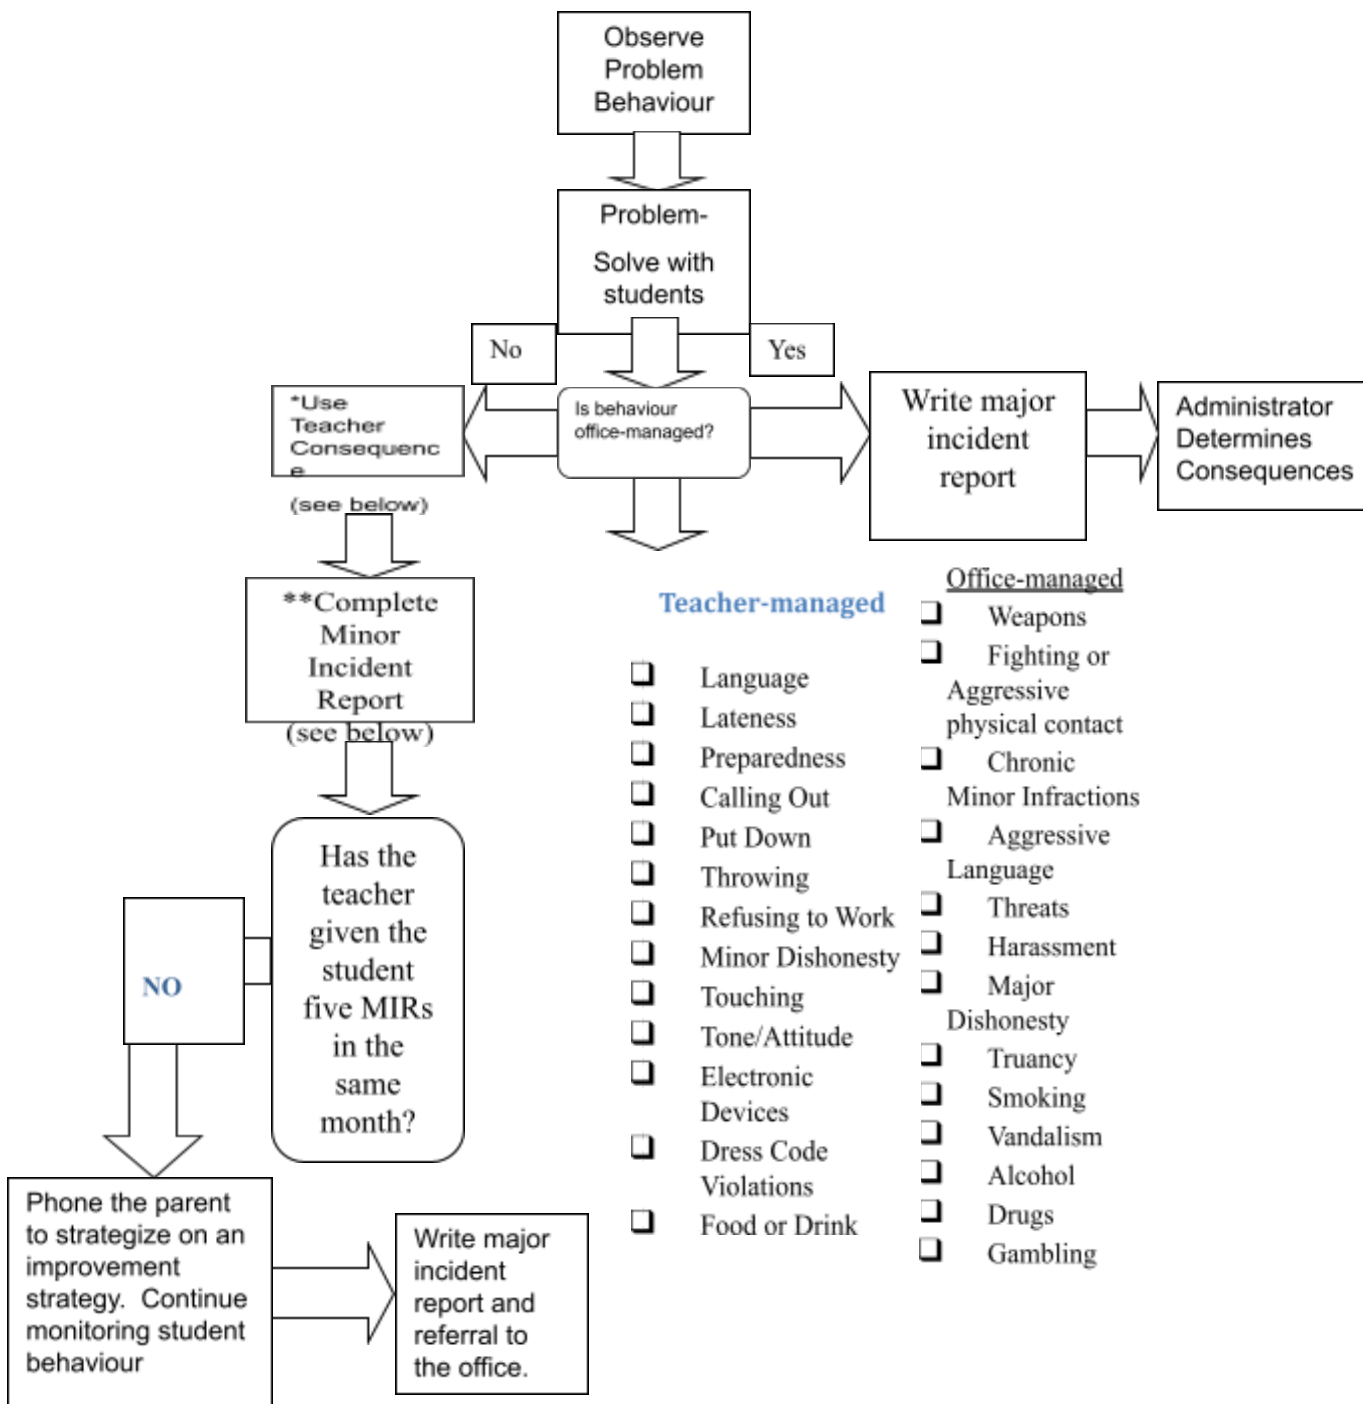 Observe
Problem
Behaviour
Problem-
Solve with
students
No
Yes
*Use
Teacher
Consequenc
e
(see below)
Is behaviour
office-managed?
Write major
incident
report
Administrator
Determines
Consequences
**Complete
Minor
Incident
Report
(see below)
Has the
teacher
given the
student
five MIRs
in the
same
month?
NO
Phone the parent
to strategize on an
improvement
strategy.  Continue
monitoring student
behaviour
Write major
incident
report and
referral to
the office.
Teacher-managed
Language
Lateness
Preparedness
Calling Out
Put Down
Throwing
Refusing to Work
Minor Dishonesty
Touching
Tone/Attitude
Electronic
Devices
Dress Code
Violations
Food or Drink
Office-managed
Weapons
Fighting or
Aggressive
physical contact
Chronic
Minor Infractions
Aggressive
Language
Threats
Harassment
Major
Dishonesty
Truancy
Smoking
Vandalism
Alcohol
Drugs
Gambling